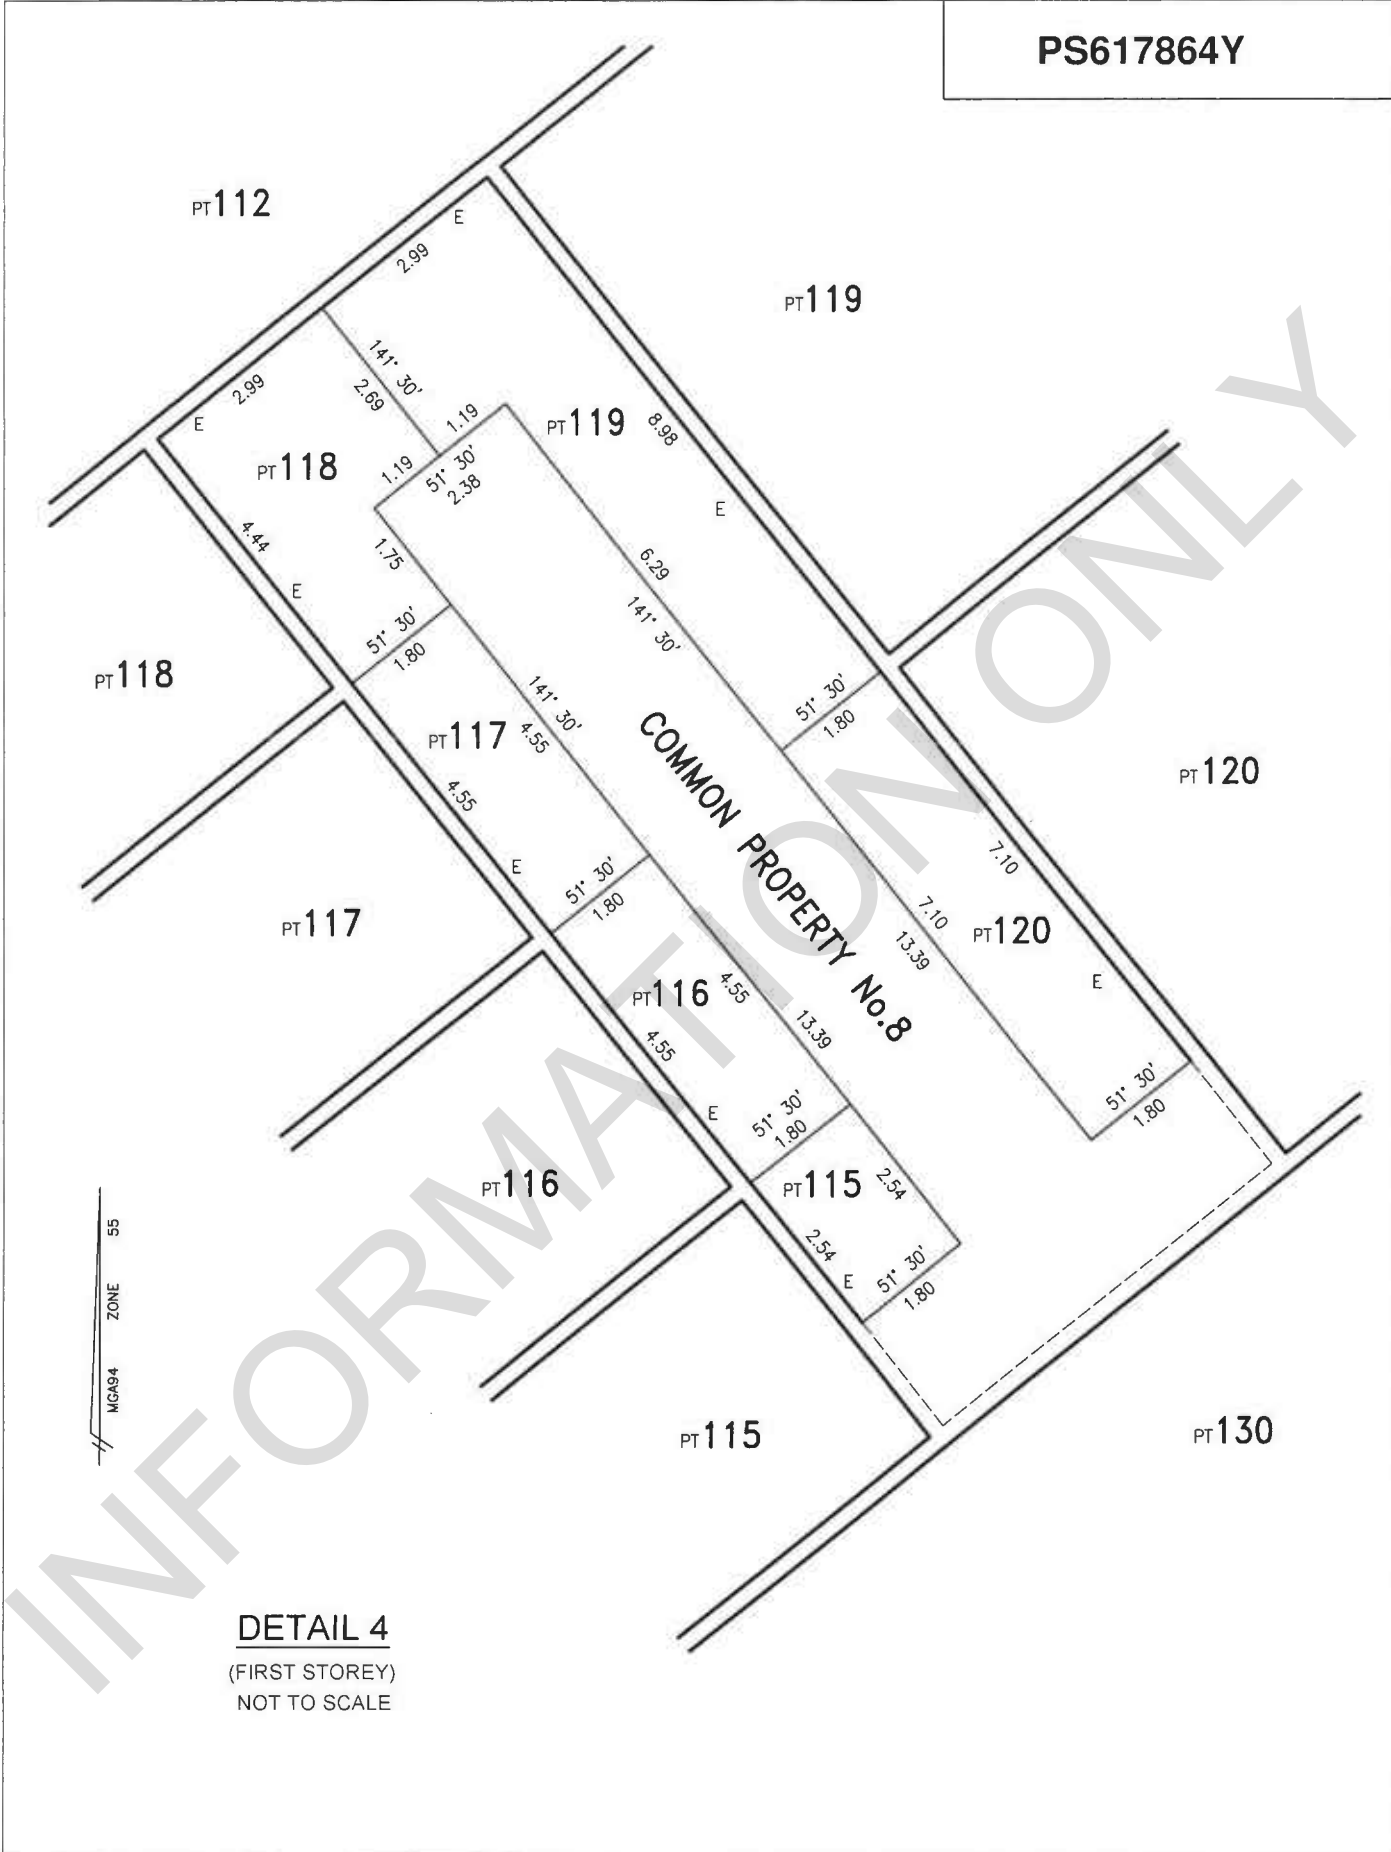 PS617864Y
PT112
E
2.99
PT119
2.99
E
141° 30'
2.69
1.19
PT119
8.98
PT118
1.19
51° 30'
2.38
E
4.44
1.75
6.29
E
141° 30'
51° 30'
1.80
PT118
141° 30'
4.55
51° 30'
1.80
PT117
COMMON PROPERTY No.8
PT120
4.55
E
51° 30'
1.80
7.10
PT117
7.10
13.39
PT120
E
PT116
4.55
13.39
4.55
E
51° 30'
1.80
51° 30'
1.80
PT116
PT115
2.54
2.54
E
51° 30'
1.80
MGA94 ZONE 55
PT115
PT130
DETAIL 4
(FIRST STOREY)
NOT TO SCALE
INFORMATION ONLY